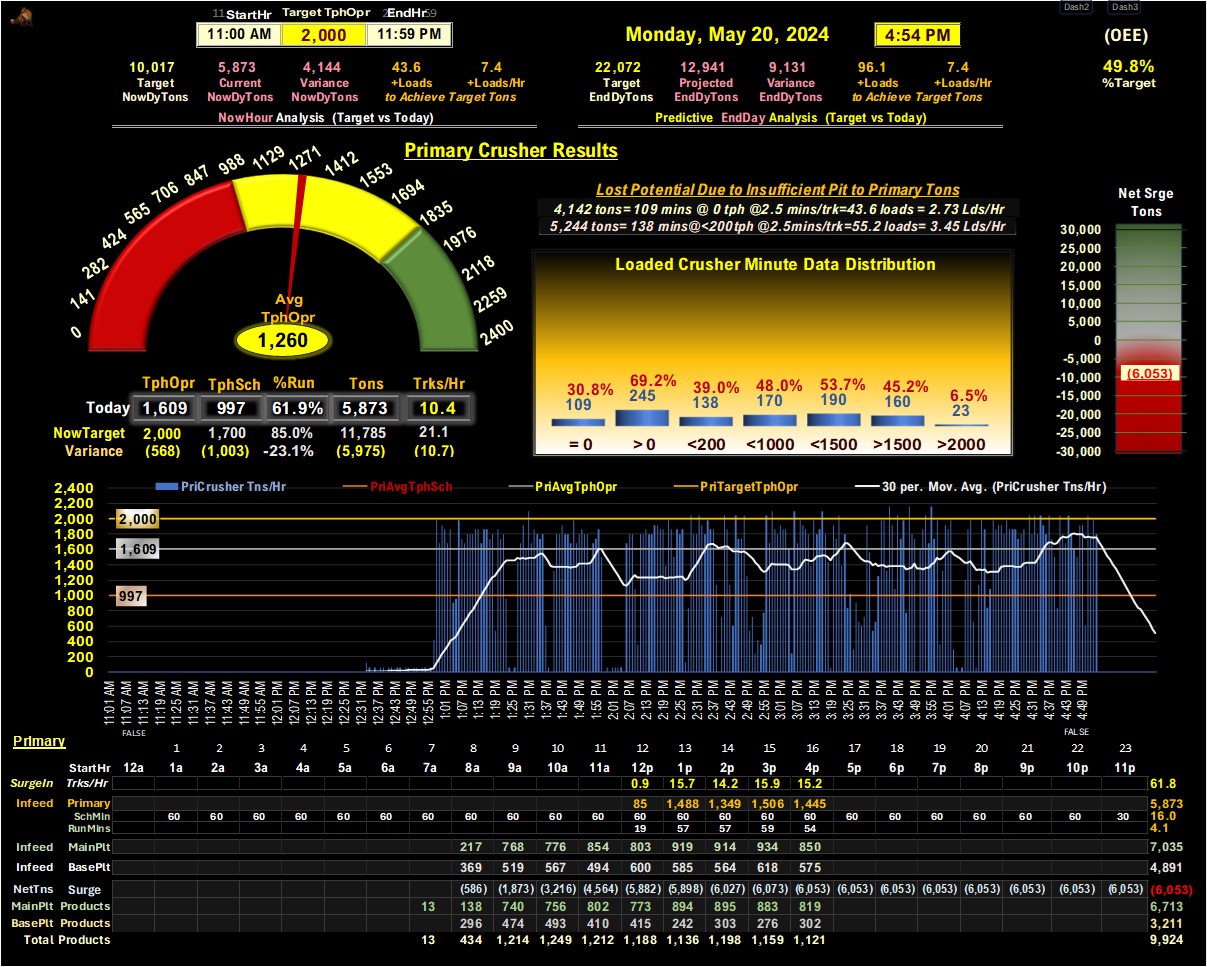 11 StartHr Target TphOpr EndHr 59
11:00 AM 2,000 11:59 PM
Monday, May 20, 2024 4:54 PM
Dash2 Dash3
(OEE)
49.8%
%Target
10,017 5,873 4,144 43.6 7.4
Target Current Variance +Loads +Loads/Hr
NowDyTons NowDyTons NowDyTons to Achieve Target Tons
NowHour Analysis (Target vs Today)
22,072 12,941 9,131 96.1 7.4
Target Projected Variance +Loads +Loads/Hr
EndDyTons EndDyTons EndDyTons to Achieve Target Tons
Predictive EndDay Analysis (Target vs Today)
Primary Crusher Results
0 141 282 424 565 706 847 988 1129 1271 1412 1553 1694 1835 1976 2118 2259 2400
Avg
TphOpr
1,260
Lost Potential Due to Insufficient Pit to Primary Tons
4,142 tons= 109 mins @ 0 tph @2.5 mins/trk=43.6 loads = 2.73 Lds/Hr
5,244 tons= 138 mins@<200tph @2.5mins/trk=55.2 loads= 3.45 Lds/Hr
Loaded Crusher Minute Data Distribution
30.8% 69.2% 39.0% 48.0% 53.7% 45.2% 6.5%
109 245 138 170 190 160 23
= 0 > 0 <200 <1000 <1500 >1500 >2000
Net Srge
Tons
30,000
25,000
20,000
15,000
10,000
5,000
0
-5,000
(6,053)
-10,000
-15,000
-20,000
-25,000
-30,000
TphOpr TphSch %Run Tons Trks/Hr
Today 1,609 997 61.9% 5,873 10.4
NowTarget 2,000 1,700 85.0% 11,785 21.1
Variance (568) (1,003) -23.1% (5,975) (10.7)
PriCrusher Tns/Hr PriAvgTphSch PriAvgTphOpr PriTargetTphOpr 30 per. Mov. Avg. (PriCrusher Tns/Hr)
2,400
2,200
2,000 2,000
1,800
1,600 1,609
1,400
1,200
1,000 997
800
600
400
200
0
11:01 AM 11:07 AM 11:13 AM 11:25 AM 11:31 AM 11:37 AM 11:43 AM 11:49 AM 11:55 AM 12:01 PM 12:07 PM 12:13 PM 12:19 PM 12:25 PM 12:31 PM 12:37 PM 12:43 PM 12:49 PM 12:55 PM 1:01 PM 1:07 PM 1:13 PM 1:25 PM 1:31 PM 1:37 PM 1:43 PM 1:49 PM 1:55 PM 2:01 PM 2:07 PM 2:13 PM 2:25 PM 2:31 PM 2:37 PM 2:43 PM 2:49 PM 2:55 PM 3:01 PM 3:07 PM 3:13 PM 3:25 PM 3:31 PM 3:37 PM 3:43 PM 3:49 PM 3:55 PM 4:01 PM 4:07 PM 4:13 PM 4:25 PM 4:31 PM 4:37 PM 4:43 PM 4:49 PM
FALSE FALSE
Primary
1 2 3 4 5 6 7 8 9 10 11 12 13 14 15 16 17 18 19 20 21 22 23
StartHr 12a 1a 2a 3a 4a 5a 6a 7a 8a 9a 10a 11a 12p 1p 2p 3p 4p 5p 6p 7p 8p 9p 10p 11p
SurgeIn Trks/Hr 0.9 15.7 14.2 15.9 15.2 61.8
Infeed Primary 85 1,488 1,349 1,506 1,445 5,873
SchMin 60 60 60 60 60 60 60 60 60 60 60 60 60 60 60 60 60 60 60 60 60 60 30 16.0
RunMins 19 57 57 59 54 4.1
Infeed MainPlt 217 768 776 854 803 919 914 934 850 7,035
Infeed BasePlt 369 519 567 494 600 585 564 618 575 4,891
NetTns Surge (586) (1,873) (3,216) (4,564) (5,882) (5,898) (6,027) (6,073) (6,053) (6,053) (6,053) (6,053) (6,053) (6,053) (6,053) (6,053) (6,053)
MainPlt Products 13 138 740 756 802 773 894 895 883 819 6,713
BasePlt Products 296 474 493 410 415 242 303 276 302 3,211
Total Products 13 434 1,214 1,249 1,212 1,188 1,136 1,198 1,159 1,121 9,924